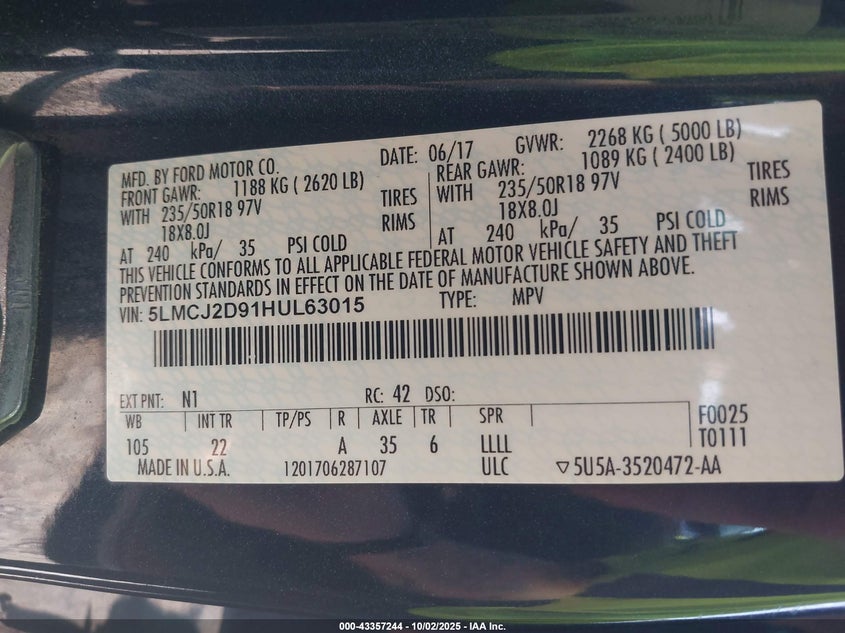 MFD. BY FORD MOTOR CO. DATE: 06/17 GVWR: 2268 KG ( 5000 LB)
FRONT GAWR: 1188 KG ( 2620 LB) REAR GAWR: 1089 KG ( 2400 LB)
WITH 235/50R18 97V TIRES WITH 235/50R18 97V TIRES
18X8.0J RIMS 18X8.0J RIMS
AT 240 kPa/ 35 PSI COLD AT 240 kPa/ 35 PSI COLD
THIS VEHICLE CONFORMS TO ALL APPLICABLE FEDERAL MOTOR VEHICLE SAFETY AND THEFT
PREVENTION STANDARDS IN EFFECT ON THE DATE OF MANUFACTURE SHOWN ABOVE.
VIN: 5LMCJ2D91HUL63015 TYPE: MPV
EXT PNT: N1 RC: 42 DSO:
WB INT TR TP/PS R AXLE TR SPR F0025
105 22 A 35 6 LLLL T0111
MADE IN U.S.A. 1201706287107 ULC ▽5U5A-3520472-AA
000-43357244 - 10/02/2025 - IAA Inc.